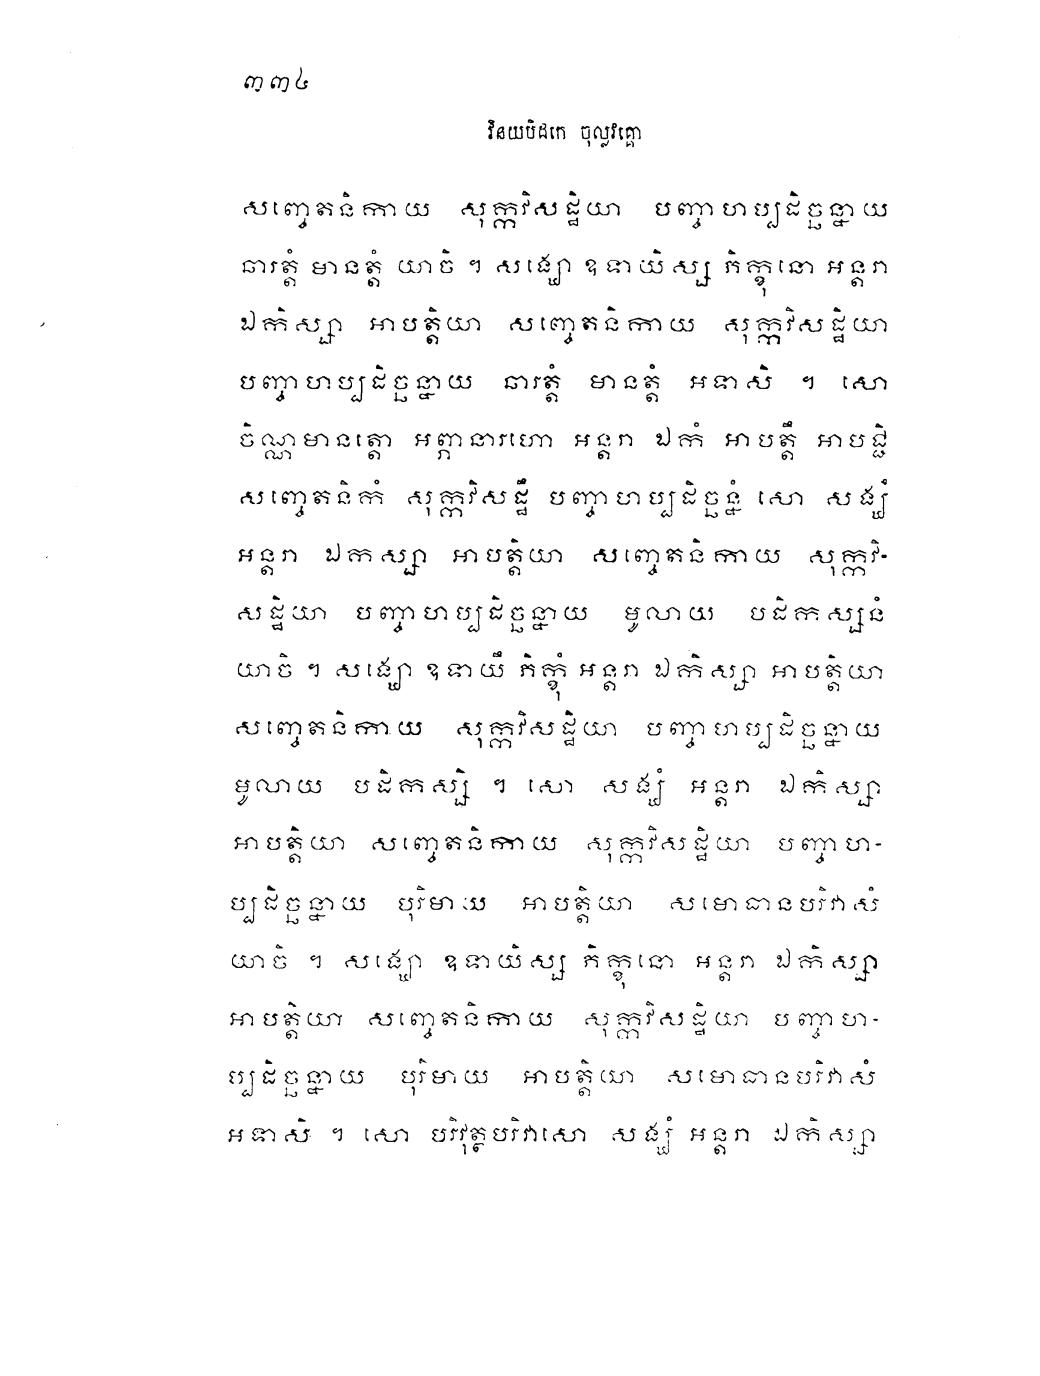 ៣៣៤
វិនយបិដកេ ចុល្លវគ្គោ
សញ្ចេតនិកាយ សុក្កវិសដ្ឋិយា បញ្ចាហប្បដិច្ឆន្នាយ
ឆារត្តំ មានត្តំ យាចិ ។ សង្ឃោ ឧទាយិស្ស ភិក្ខុនោ អន្តរា
ឯកិស្សា អាបត្តិយា សញ្ចេតនិកាយ សុក្កវិសដ្ឋិយា
បញ្ចាហប្បដិច្ឆន្នាយ ឆារត្តំ មានត្តំ អទាសិ ។ សោ
ចិណ្ណមានត្តោ អព្ភានារហោ អន្តរា ឯកំ អាបត្តឹ អាបជ្ជិ
សញ្ចេតនិកំ សុក្កវិសដ្ឋឹ បញ្ចាហប្បដិច្ឆន្នំ សោ សង្ឃំ
អន្តរា ឯកស្សា អាបត្តិយា សញ្ចេតនិកាយ សុក្កវិ-
សដ្ឋិយា បញ្ចាហប្បដិច្ឆន្នាយ មូលាយ បដិកស្សនំ
យាចិ ។ សង្ឃោ ឧទាយឹ ភិក្ខុំ អន្តរា ឯកិស្សា អាបត្តិយា
សញ្ចេតនិកាយ សុក្កវិសដ្ឋិយា បញ្ចាហប្បដិច្ឆន្នាយ
មូលាយ បដិកស្សិ ។ សោ សង្ឃំ អន្តរា ឯកិស្សា
អាបត្តិយា សញ្ចេតនិកាយ សុក្កវិសដ្ឋិយា បញ្ចាហ-
ប្បដិច្ឆន្នាយ បុរិមាយ អាបត្តិយា សមោធានបរិវាសំ
យាចិ ។ សង្ឃោ ឧទាយិស្ស ភិក្ខុនោ អន្តរា ឯកិស្សា
អាបត្តិយា សញ្ចេតនិកាយ សុក្កវិសដ្ឋិយា បញ្ចាហ-
ប្បដិច្ឆន្នាយ បុរិមាយ អាបត្តិយា សមោធានបរិវាសំ
អទាសិ ។ សោ បរិវុត្ថបរិវាសោ សង្ឃំ អន្តរា ឯកិស្សា